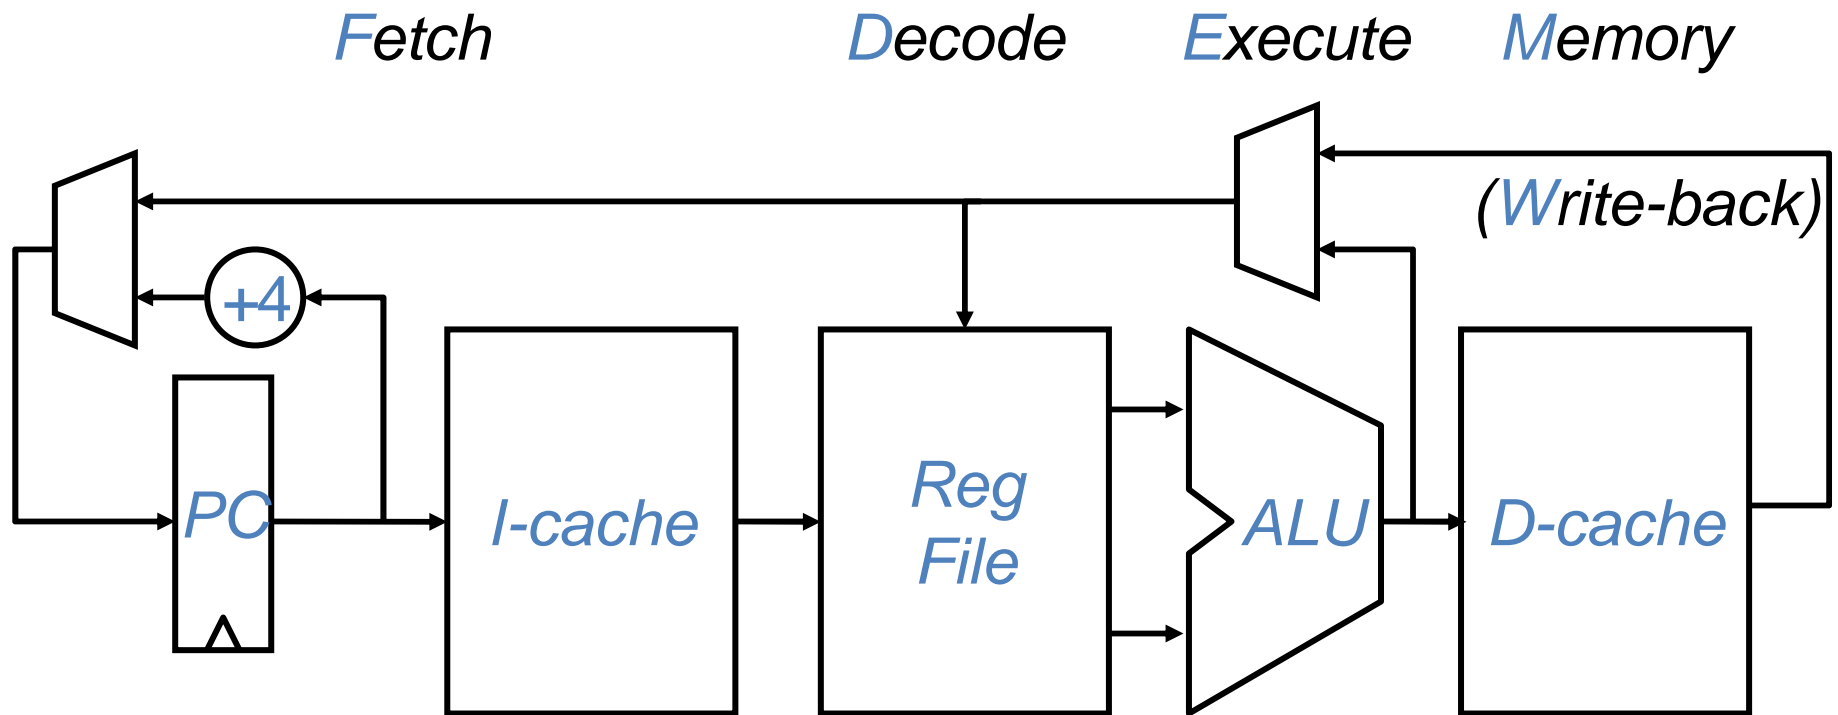 Fetch
Decode
Execute
Memory
(Write-back)
+4
PC
I-cache
Reg
File
ALU
D-cache